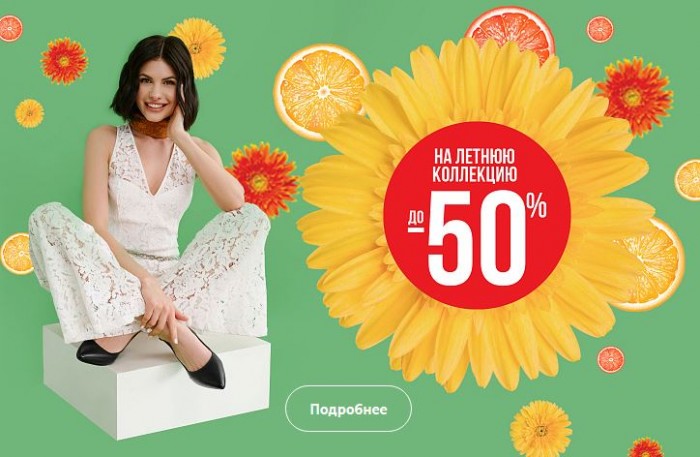 НА ЛЕТНЮЮ
КОЛЛЕКЦИЮ
ДО
-50%
Подробнее